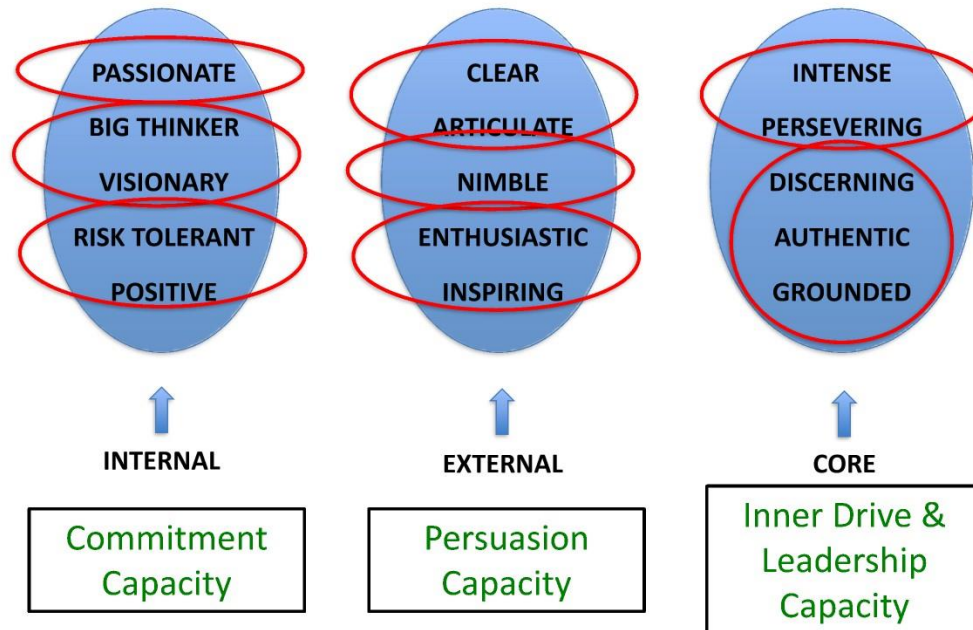 PASSIONATE
BIG THINKER
VISIONARY
RISK TOLERANT
POSITIVE
INTERNAL
Commitment
Capacity
CLEAR
ARTICULATE
NIMBLE
ENTHUSIASTIC
INSPIRING
EXTERNAL
Persuasion
Capacity
INTENSE
PERSEVERING
DISCERNING
AUTHENTIC
GROUNDED
CORE
Inner Drive &
Leadership
Capacity